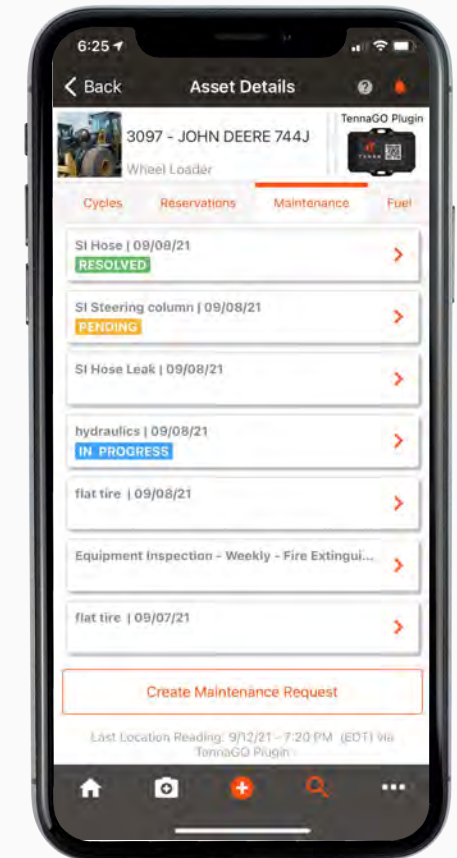 6:25
Back
Asset Details
?
3097 - JOHN DEERE 744J
Wheel Loader
TennaGO Plugin
TENNA
Cycles
Reservations
Maintenance
Fuel
SI Hose | 09/08/21
RESOLVED
SI Steering column | 09/08/21
PENDING
SI Hose Leak | 09/08/21
hydraulics | 09/08/21
IN PROGRESS
flat tire | 09/08/21
Equipment Inspection - Weekly - Fire Extingui...
flat tire | 09/07/21
Create Maintenance Request
Last Location Reading: 9/12/21 - 7:20 PM (EDT) via
TennaGO Plugin